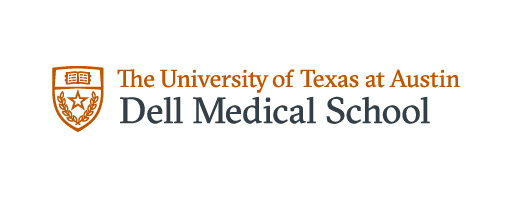 The University of Texas at Austin
Dell Medical School